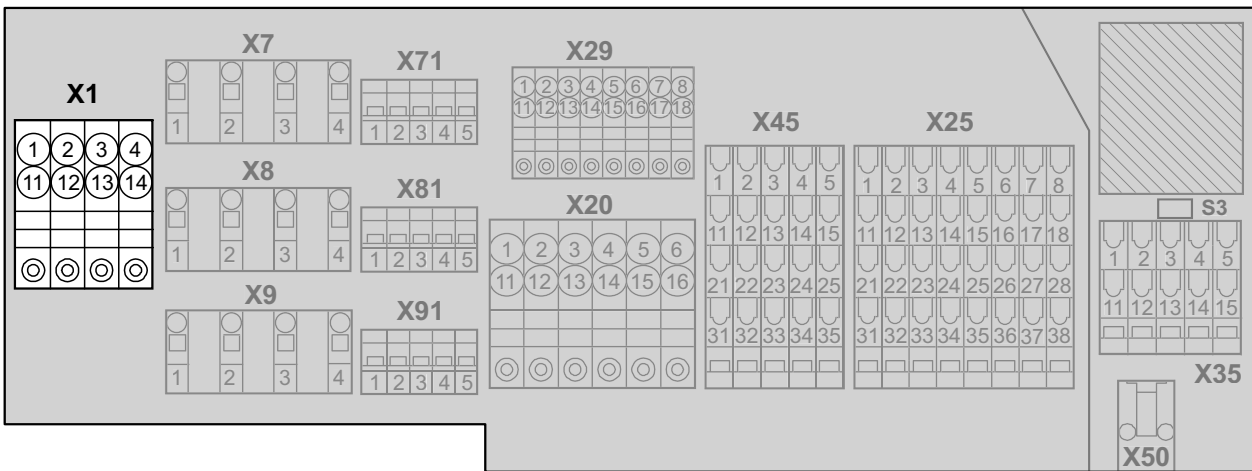 X1
1 2 3 4
11 12 13 14
X7
1 2 3 4
X8
1 2 3 4
X9
1 2 3 4
X71
1 2 3 4 5
X81
1 2 3 4 5
X91
1 2 3 4 5
X29
1 2 3 4 5 6 7 8
11 12 13 14 15 16 17 18
X20
1 2 3 4 5 6
11 12 13 14 15 16
X45
1 2 3 4 5
11 12 13 14 15
21 22 23 24 25
31 32 33 34 35
X25
1 2 3 4 5 6 7 8
11 12 13 14 15 16 17 18
21 22 23 24 25 26 27 28
31 32 33 34 35 36 37 38
S3
1 2 3 4 5
11 12 13 14 15
X35
X50